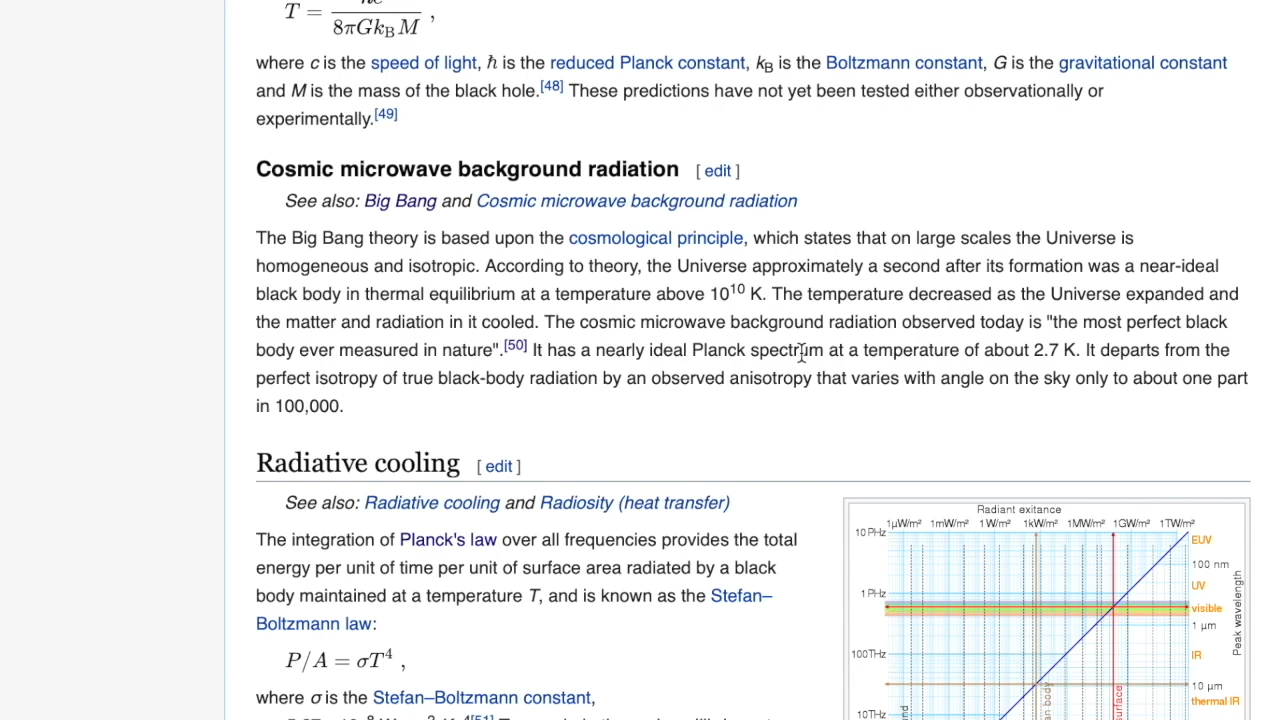 T = ħc / 8πGk_B M ,
where c is the speed of light, ħ is the reduced Planck constant, k_B is the Boltzmann constant, G is the gravitational constant
and M is the mass of the black hole.[48] These predictions have not yet been tested either observationally or
experimentally.[49]
Cosmic microwave background radiation [ edit ]
See also: Big Bang and Cosmic microwave background radiation
The Big Bang theory is based upon the cosmological principle, which states that on large scales the Universe is
homogeneous and isotropic. According to theory, the Universe approximately a second after its formation was a near-ideal
black body in thermal equilibrium at a temperature above 10¹⁰ K. The temperature decreased as the Universe expanded and
the matter and radiation in it cooled. The cosmic microwave background radiation observed today is "the most perfect black
body ever measured in nature".[50] It has a nearly ideal Planck spectrum at a temperature of about 2.7 K. It departs from the
perfect isotropy of true black-body radiation by an observed anisotropy that varies with angle on the sky only to about one part
in 100,000.
Radiative cooling [ edit ]
See also: Radiative cooling and Radiosity (heat transfer)
The integration of Planck's law over all frequencies provides the total
energy per unit of time per unit of surface area radiated by a black
body maintained at a temperature T, and is known as the Stefan–
Boltzmann law:
P/A = σT⁴ ,
where σ is the Stefan–Boltzmann constant,
Radiant exitance
1µW/m² 1mW/m² 1W/m² 1kW/m² 1MW/m² 1GW/m² 1TW/m²
10PHz
EUV
100 nm
UV
1PHz
visible
1 µm
Peak wavelength
100THz
IR
10 µm
thermal IR
10THz
surface